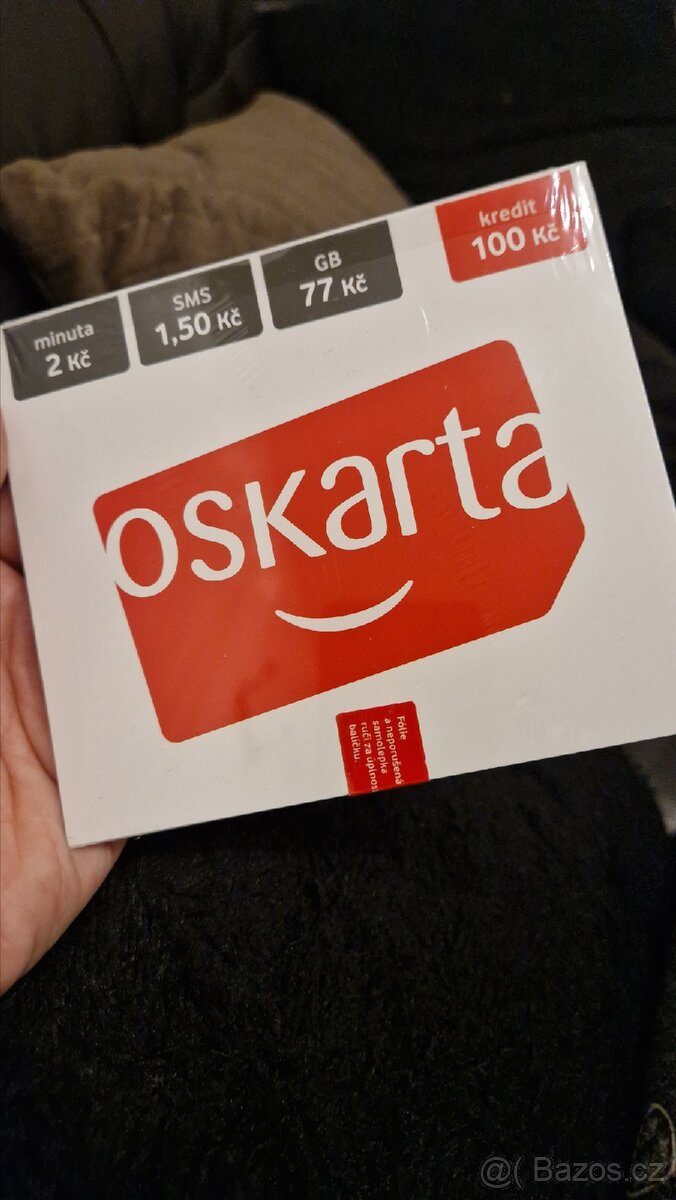 minuta
2 Kč
SMS
1,50 Kč
GB
77 Kč
kredit
100 Kč
oskarta
Fólie
a neporušená
samolepka
ručí za úplnos
balíčku.
@( Bazos.cz